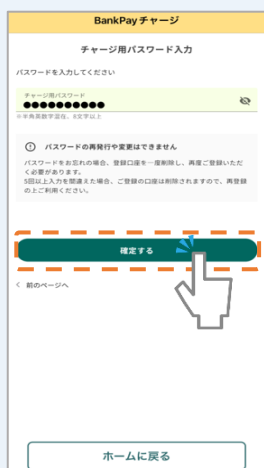 BankPayチャージ
チャージ用パスワード入力
パスワードを入力してください
チャージ用パスワード
●●●●●●●●●●
※半角英数字混在、8文字以上
パスワードの再発行や変更はできません
パスワードをお忘れの場合、登録口座を一度削除し、再度ご登録いただ
く必要があります。
5回以上入力を間違えた場合、ご登録の口座は削除されますので、再登録
の上ご利用ください。
確定する
< 前のページへ
ホームに戻る